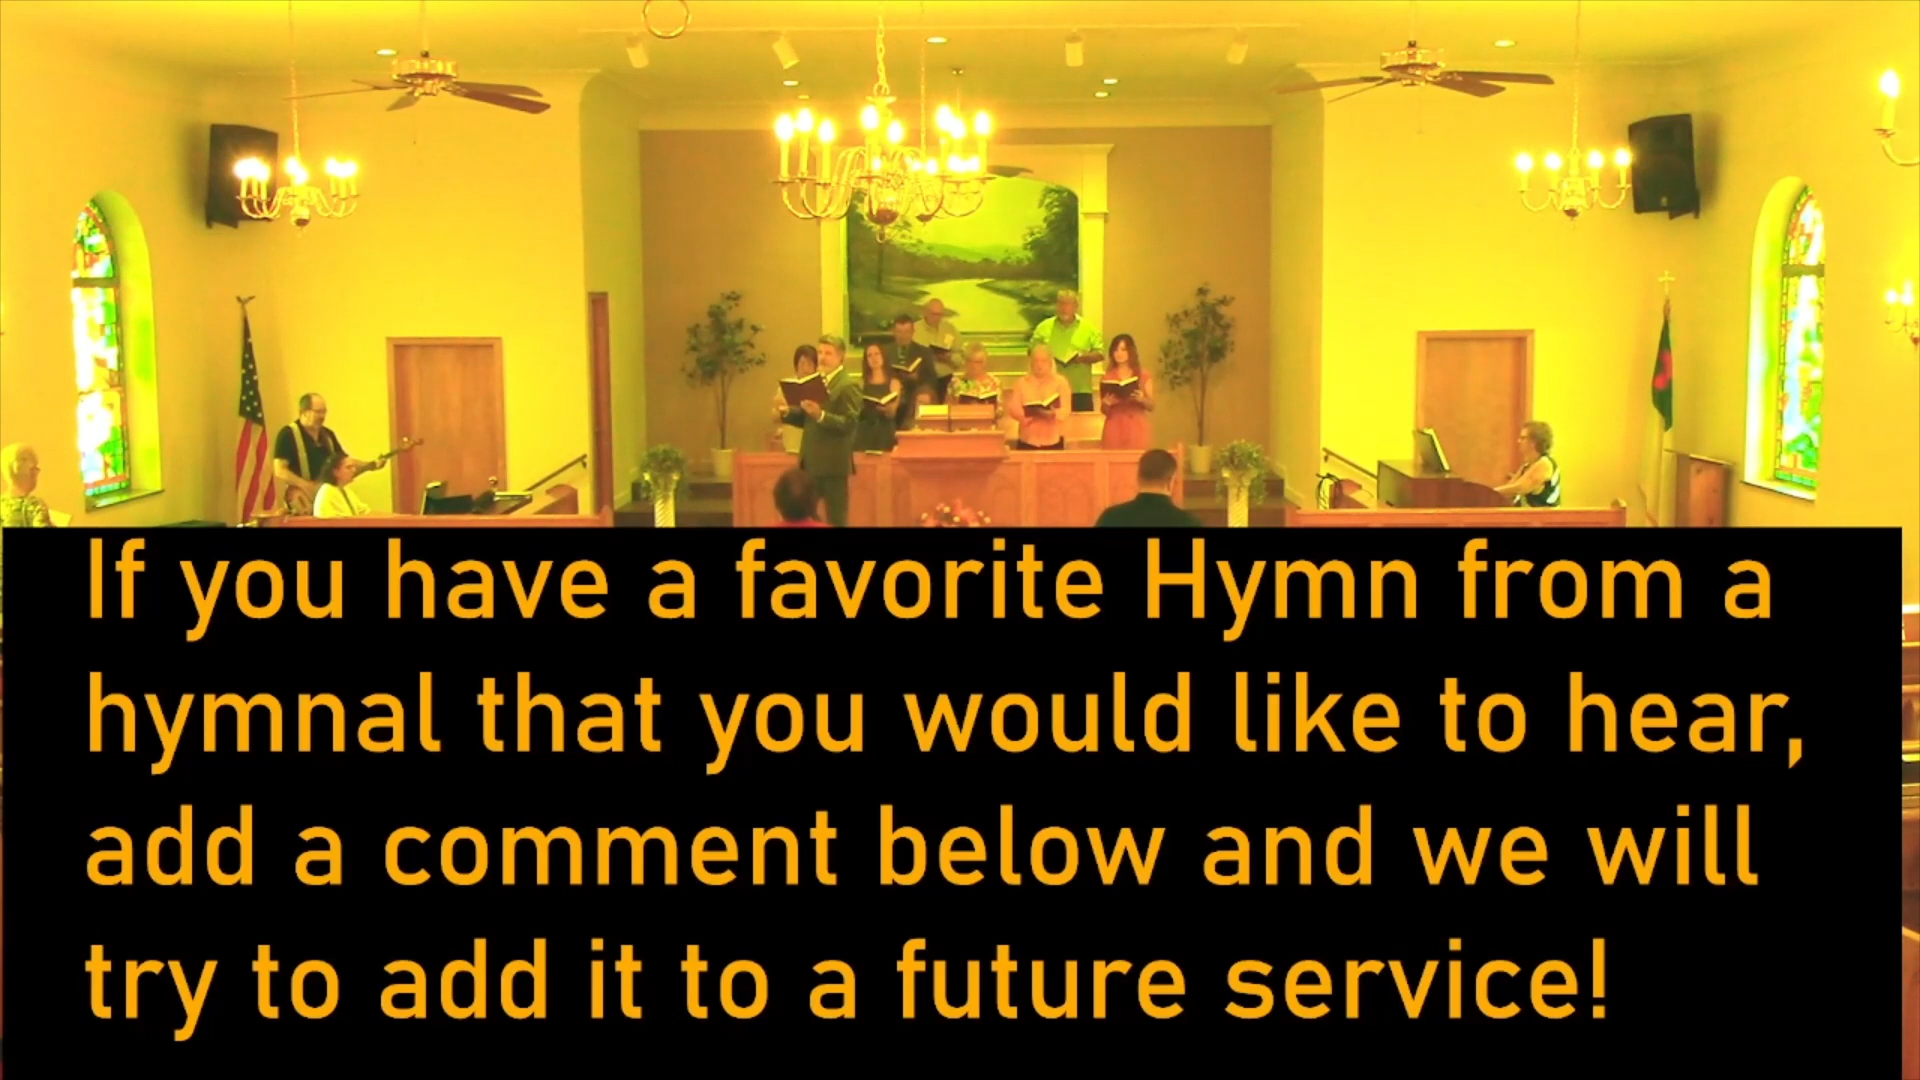 If you have a favorite Hymn from a
hymnal that you would like to hear,
add a comment below and we will
try to add it to a future service!